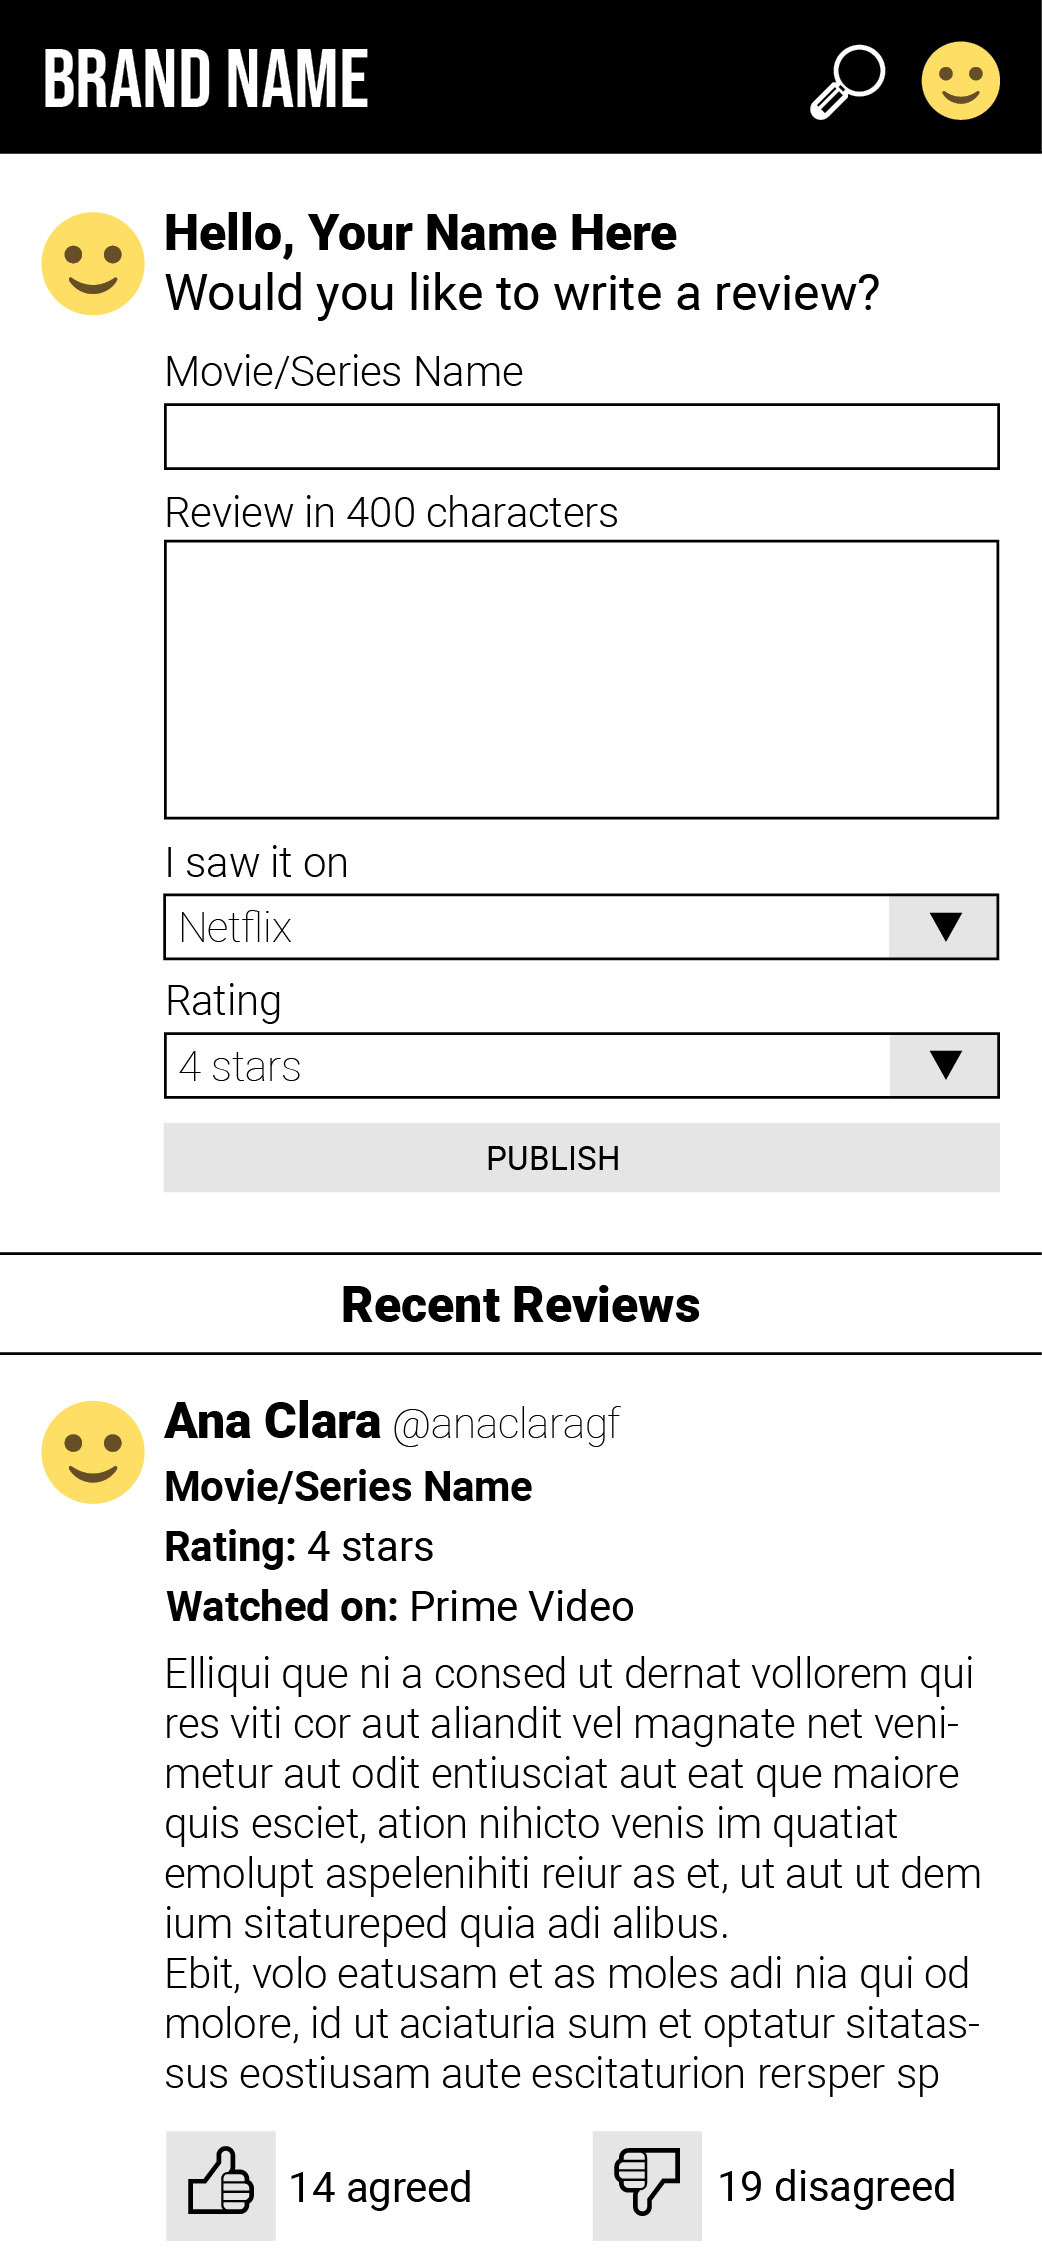 BRAND NAME
Hello, Your Name Here
Would you like to write a review?
Movie/Series Name
Review in 400 characters
I saw it on
Netflix
Rating
4 stars
PUBLISH
Recent Reviews
Ana Clara @anaclaragf
Movie/Series Name
Rating: 4 stars
Watched on: Prime Video
Elliqui que ni a consed ut dernat vollorem qui
res viti cor aut aliandit vel magnate net veni-
metur aut odit entiusciat aut eat que maiore
quis esciet, ation nihicto venis im quatiat
emolupt aspelenihiti reiur as et, ut aut ut dem
ium sitatureped quia adi alibus.
Ebit, volo eatusam et as moles adi nia qui od
molore, id ut aciaturia sum et optatur sitatas-
sus eostiusam aute escitaturion rersper sp
14 agreed
19 disagreed